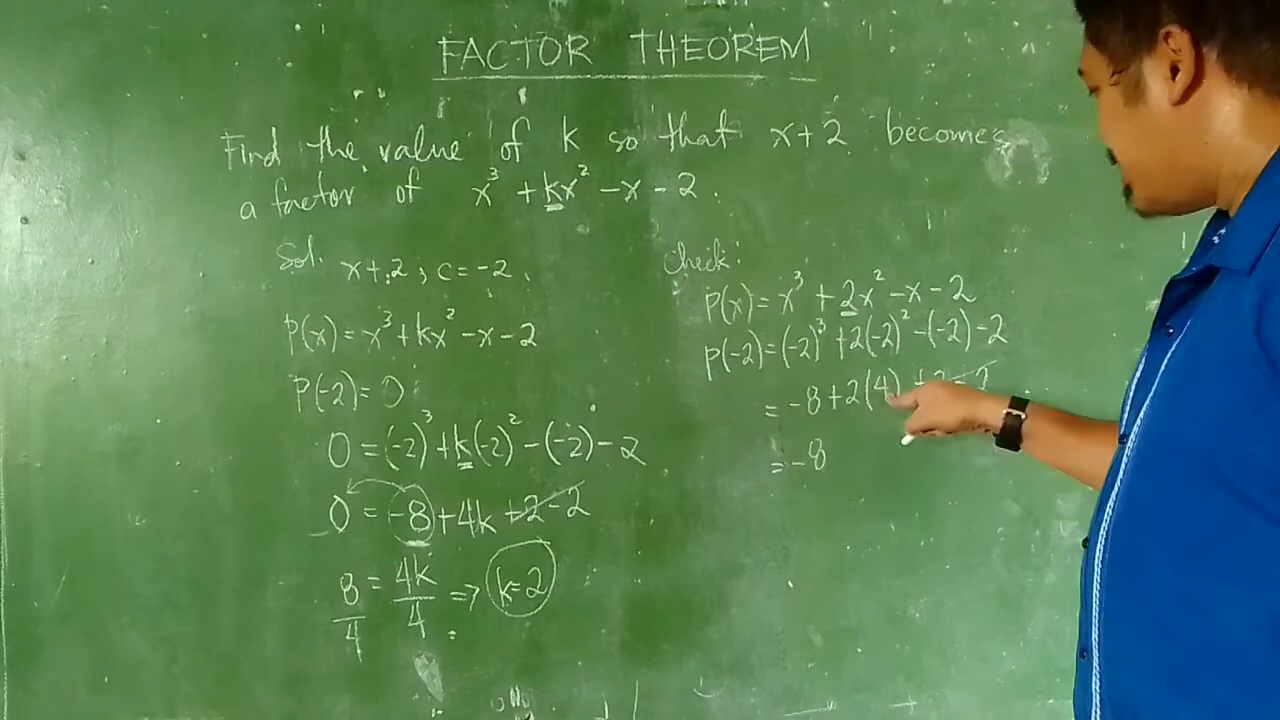 FACTOR THEOREM
Find the value of k so that x+2 becomes
a factor of x³ + kx² - x - 2.
Sol. x+2, c = -2.
P(x) = x³ + kx² - x - 2
P(-2) = 0
0 = (-2)³ + k(-2)² - (-2) - 2
0 = -8 + 4k + 2 - 2
8/4 = 4k/4 => k=2
Check:
P(x) = x³ + 2x² - x - 2
P(-2) = (-2)³ + 2(-2)² - (-2) - 2
= -8 + 2(4) + 2 - 2
= -8